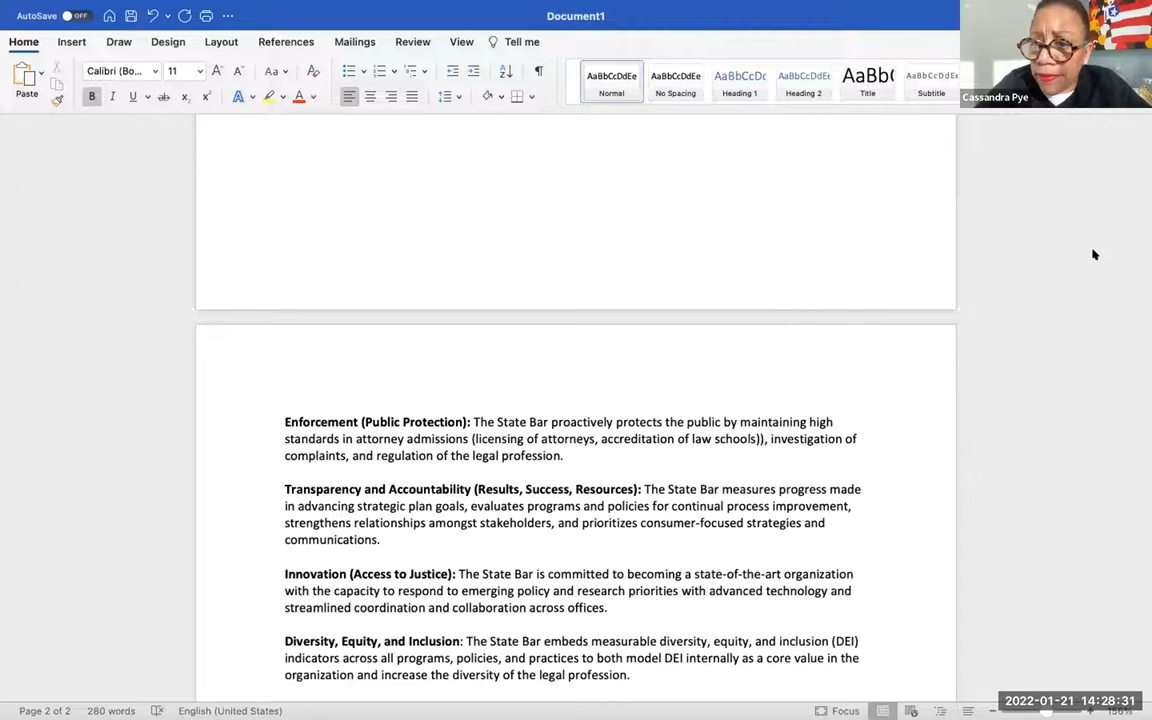 AutoSave OFF Document1
Home Insert Draw Design Layout References Mailings Review View Tell me
Paste Calibri (Bo... 11 Aa
B I U ab x₂ x² A A
AaBbCcDdEe AaBbCcDdEe AaBbCcDc AaBbCcDdEe AaBb( AaBbCcDdEe
Normal No Spacing Heading 1 Heading 2 Title Subtitle
Cassandra Pye
Enforcement (Public Protection): The State Bar proactively protects the public by maintaining high
standards in attorney admissions (licensing of attorneys, accreditation of law schools)), investigation of
complaints, and regulation of the legal profession.
Transparency and Accountability (Results, Success, Resources): The State Bar measures progress made
in advancing strategic plan goals, evaluates programs and policies for continual process improvement,
strengthens relationships amongst stakeholders, and prioritizes consumer-focused strategies and
communications.
Innovation (Access to Justice): The State Bar is committed to becoming a state-of-the-art organization
with the capacity to respond to emerging policy and research priorities with advanced technology and
streamlined coordination and collaboration across offices.
Diversity, Equity, and Inclusion: The State Bar embeds measurable diversity, equity, and inclusion (DEI)
indicators across all programs, policies, and practices to both model DEI internally as a core value in the
organization and increase the diversity of the legal profession.
Page 2 of 2 280 words English (United States) Focus
2022-01-21 14:28:31